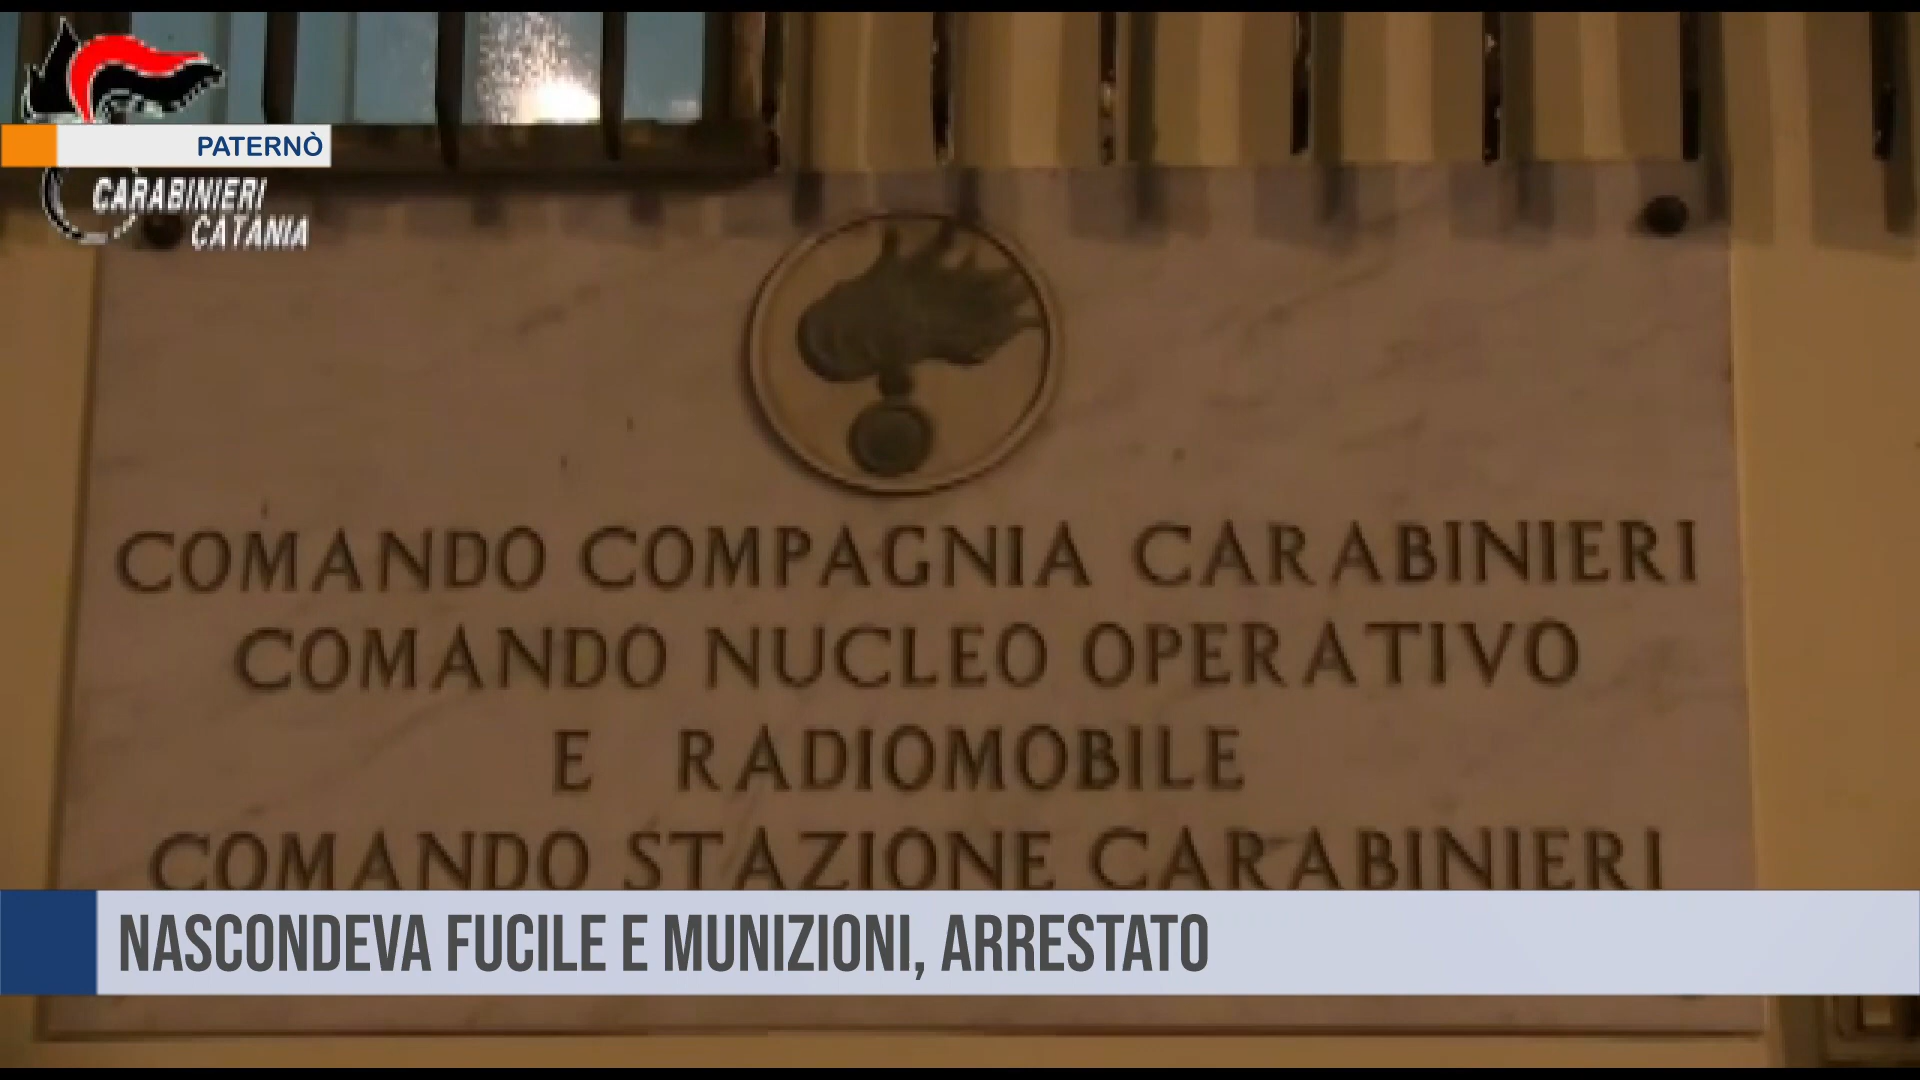 PATERNÒ
CARABINIERI
CATANIA
COMANDO COMPAGNIA CARABINIERI
COMANDO NUCLEO OPERATIVO
E RADIOMOBILE
COMANDO STAZIONE CARABINIERI
NASCONDEVA FUCILE E MUNIZIONI, ARRESTATO